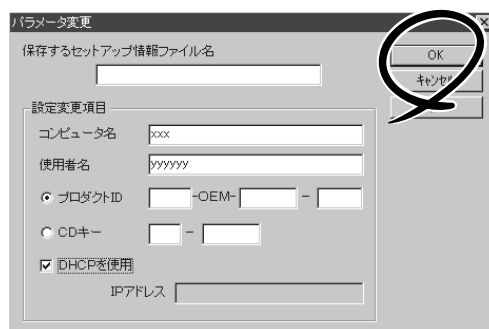 パラメータ変更
保存するセットアップ情報ファイル名
OK
キャンセル
設定変更項目
コンピュータ名 xxx
使用者名 yyyyyy
プロダクトID -OEM- -
CDキー -
DHCPを使用
IPアドレス